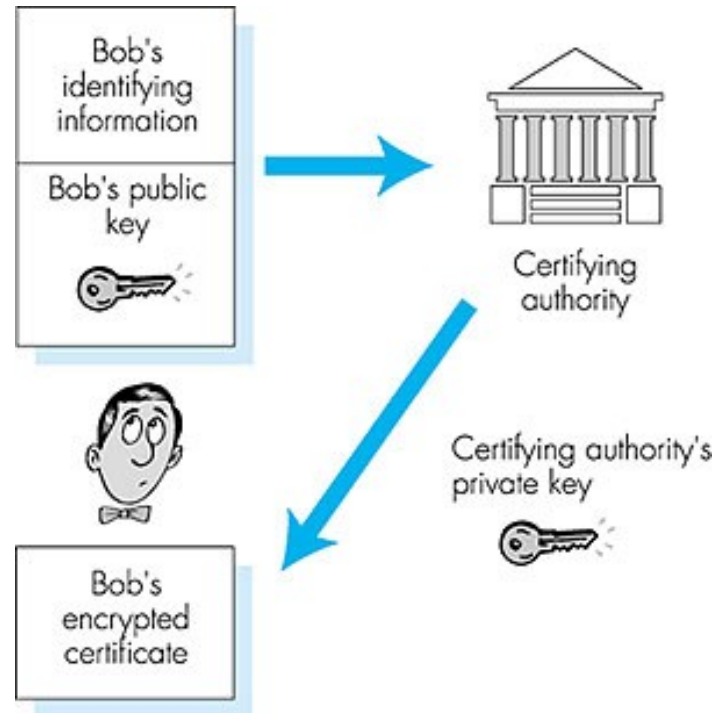 Bob's
identifying
information
Bob's public
key
Certifying
authority
Certifying authority's
private key
Bob's
encrypted
certificate